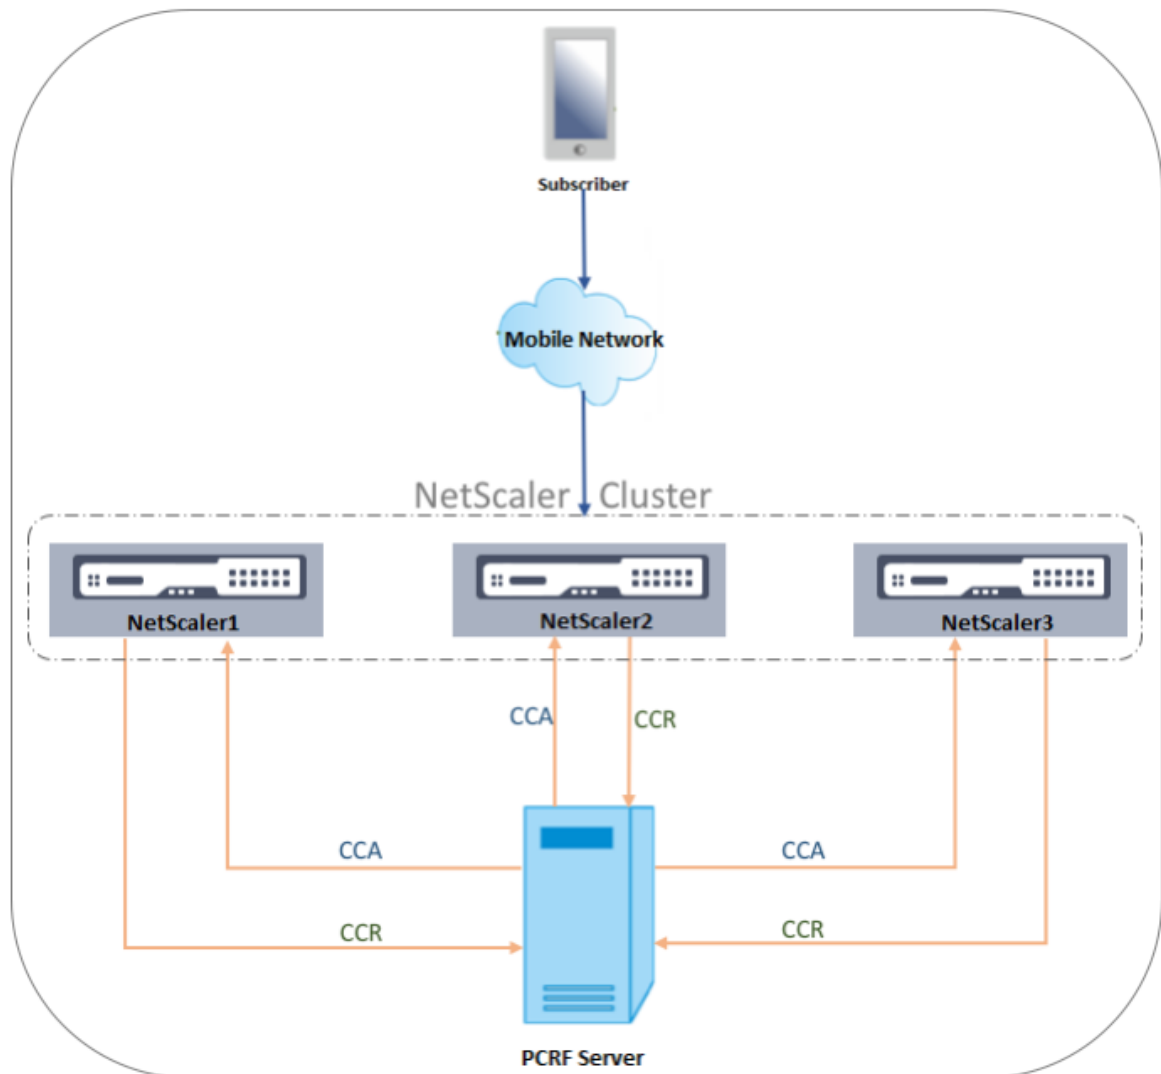 Subscriber
Mobile Network
NetScaler Cluster
NetScaler1
NetScaler2
NetScaler3
CCA
CCR
CCA
CCA
CCR
CCR
PCRF Server